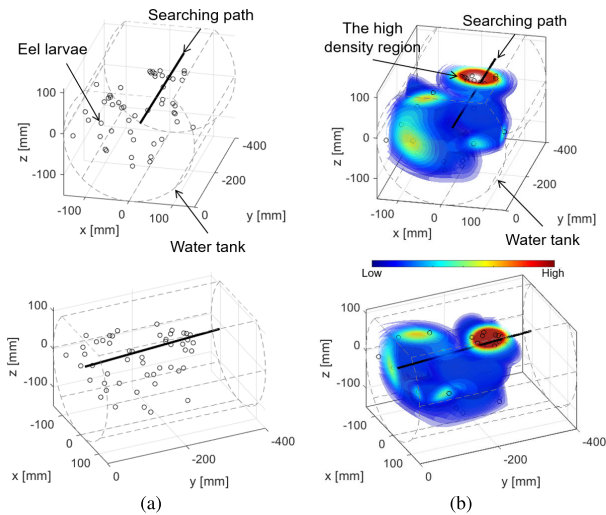 Searching path
Eel larvae
100
0
-100
z [mm]
-100
0
100
x [mm]
0
-200
-400
y [mm]
Water tank
Searching path
The high
density region
100
0
-100
z [mm]
-100
0
100
x [mm]
0
-200
-400
y [mm]
Water tank
Low
High
100
0
-100
z [mm]
-100
0
100
x [mm]
0
-200
-400
y [mm]
100
0
-100
z [mm]
-100
0
100
x [mm]
0
-200
-400
y [mm]
(a)
(b)